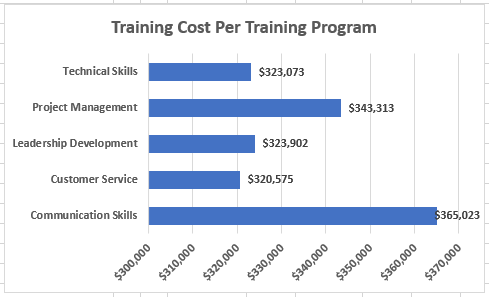 Training Cost Per Training Program
Technical Skills $323,073
Project Management $343,313
Leadership Development $323,902
Customer Service $320,575
Communication Skills $365,023
$300,000 $310,000 $320,000 $330,000 $340,000 $350,000 $360,000 $370,000